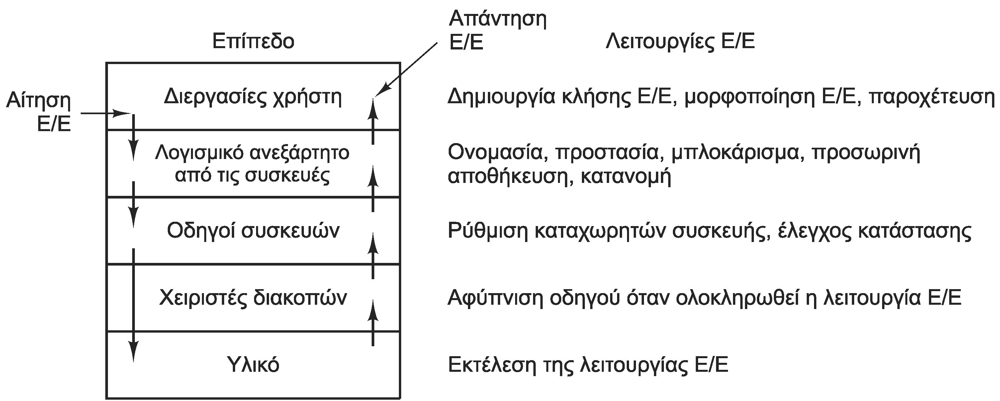 Επίπεδο
Απάντηση
Ε/Ε
Λειτουργίες Ε/Ε
Αίτηση
Ε/Ε
Διεργασίες χρήστη
Δημιουργία κλήσης Ε/Ε, μορφοποίηση Ε/Ε, παροχέτευση
Λογισμικό ανεξάρτητο
από τις συσκευές
Ονομασία, προστασία, μπλοκάρισμα, προσωρινή
αποθήκευση, κατανομή
Οδηγοί συσκευών
Ρύθμιση καταχωρητών συσκευής, έλεγχος κατάστασης
Χειριστές διακοπών
Αφύπνιση οδηγού όταν ολοκληρωθεί η λειτουργία Ε/Ε
Υλικό
Εκτέλεση της λειτουργίας Ε/Ε